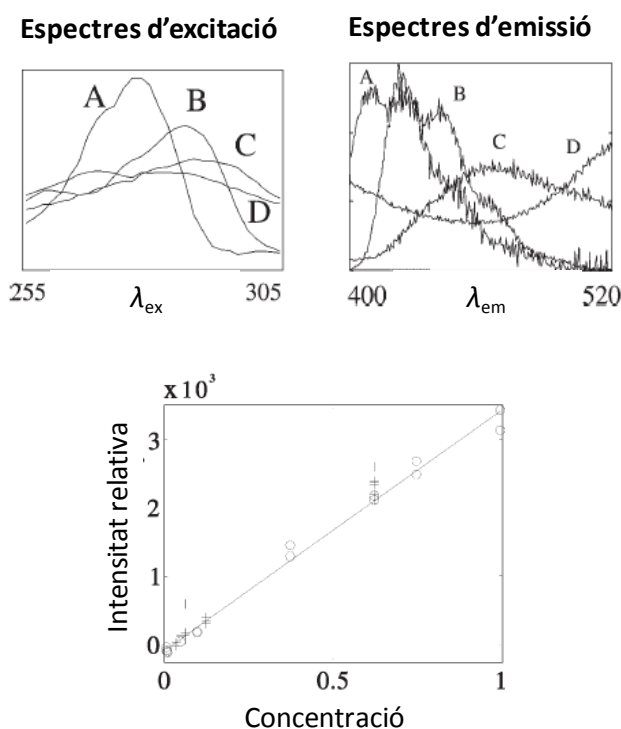 Espectres d'excitació
Espectres d'emissió
A
B
C
D
255
λex
305
A
B
C
D
400
λem
520
x10³
Intensitat relativa
3
2
1
0
0
0.5
1
Concentració